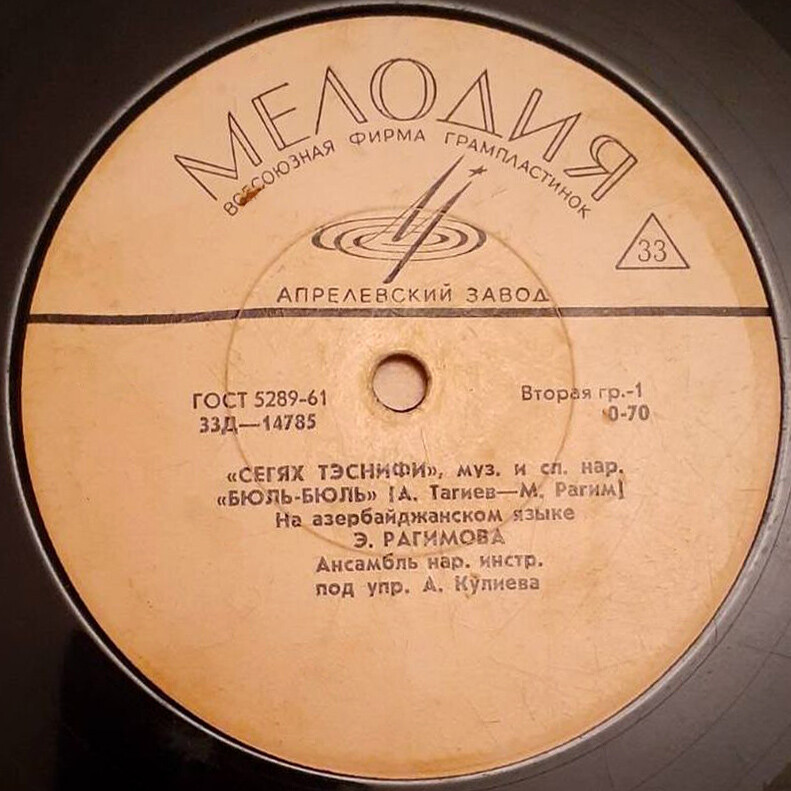 МЕЛОДИЯ
ВСЕСОЮЗНАЯ ФИРМА ГРАМПЛАСТИНОК
33
АПРЕЛЕВСКИЙ ЗАВОД
ГОСТ 5289-61
Вторая гр.-1
33Д—14785
0-70
«СЕГЯХ ТЭСНИФИ», муз. и сл. нар.
«БЮЛЬ-БЮЛЬ» (А. Тагиев—М. Рагим)
На азербайджанском языке
Э. РАГИМОВА
Ансамбль нар. инстр.
под упр. А. Кулиева